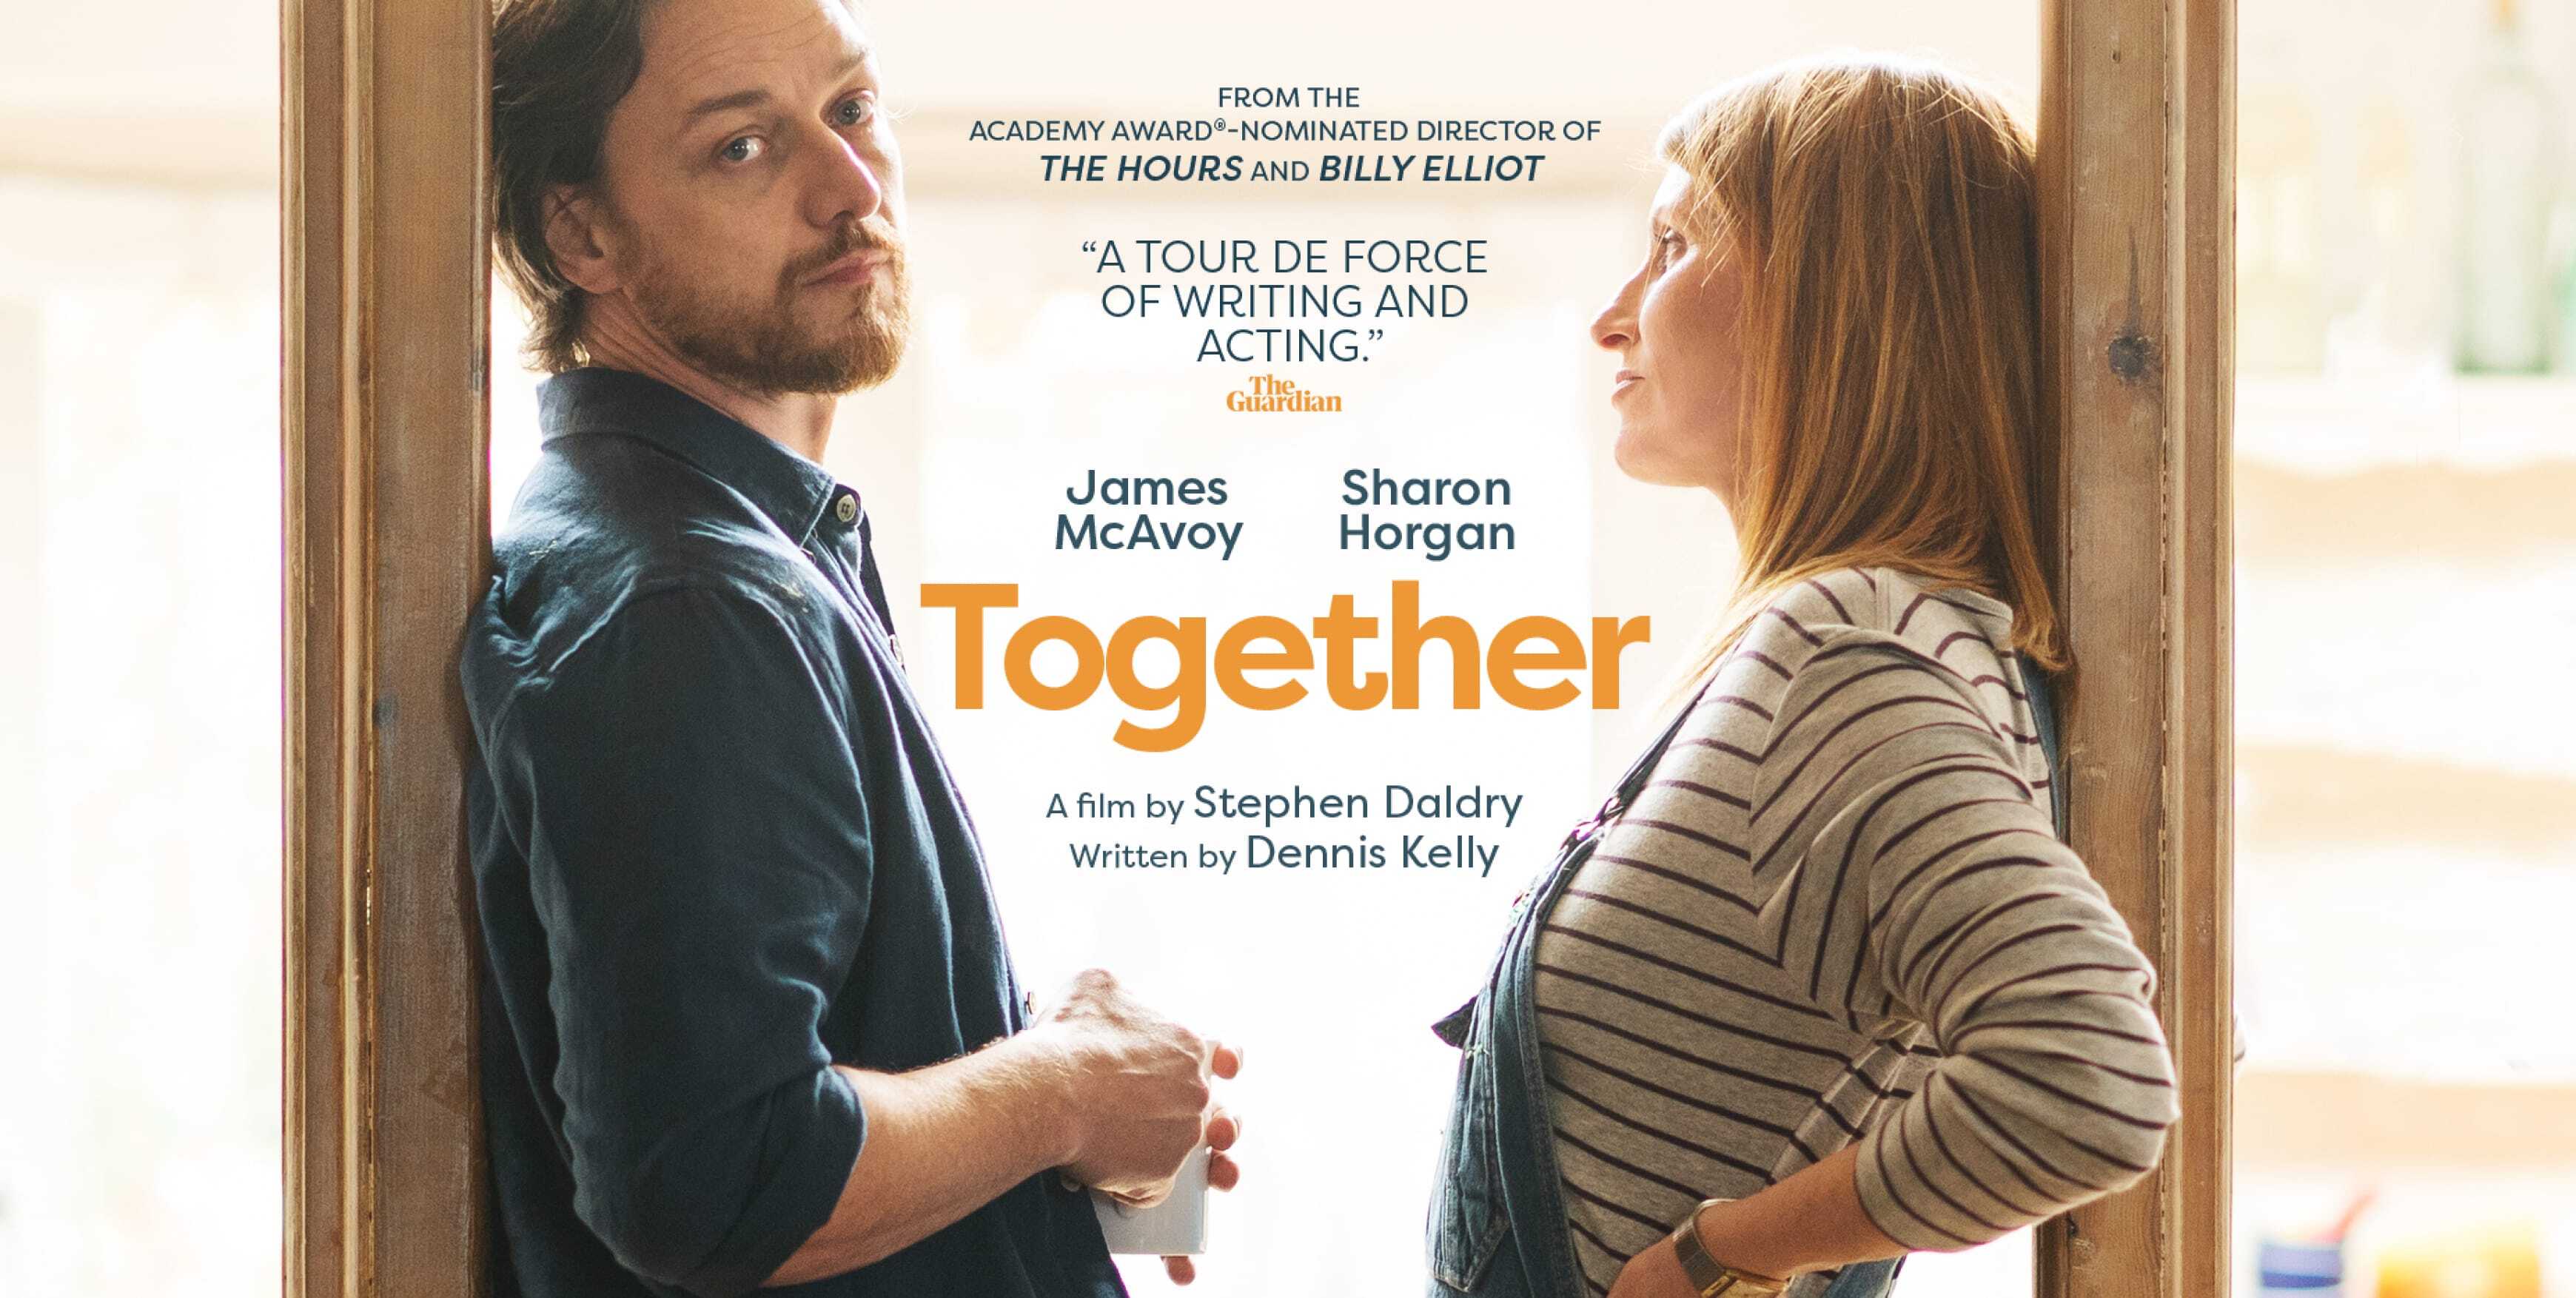 FROM THE
ACADEMY AWARD®-NOMINATED DIRECTOR OF
THE HOURS AND BILLY ELLIOT
“A TOUR DE FORCE
OF WRITING AND
ACTING.”
The
Guardian
James
McAvoy
Sharon
Horgan
Together
A film by Stephen Daldry
Written by Dennis Kelly